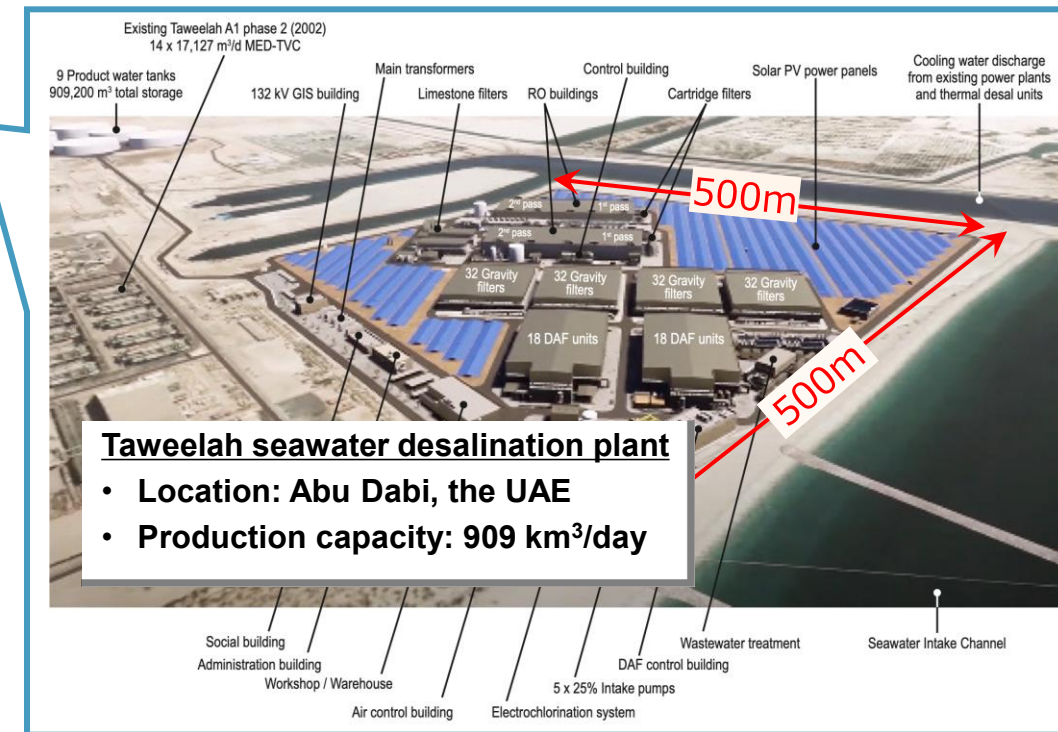 Existing Taweelah A1 phase 2 (2002)
14 x 17,127 m³/d MED-TVC
9 Product water tanks
909,200 m³ total storage
132 kV GIS building
Main transformers
Limestone filters
RO buildings
Control building
Cartridge filters
Solar PV power panels
Cooling water discharge
from existing power plants
and thermal desal units
500m
2nd pass
1st pass
2nd pass
1st pass
32 Gravity
filters
32 Gravity
filters
32 Gravity
filters
32 Gravity
filters
18 DAF units
18 DAF units
500m
Taweelah seawater desalination plant
• Location: Abu Dabi, the UAE
• Production capacity: 909 km³/day
Social building
Administration building
Workshop / Warehouse
Air control building
Electrochlorination system
5 x 25% Intake pumps
DAF control building
Wastewater treatment
Seawater Intake Channel